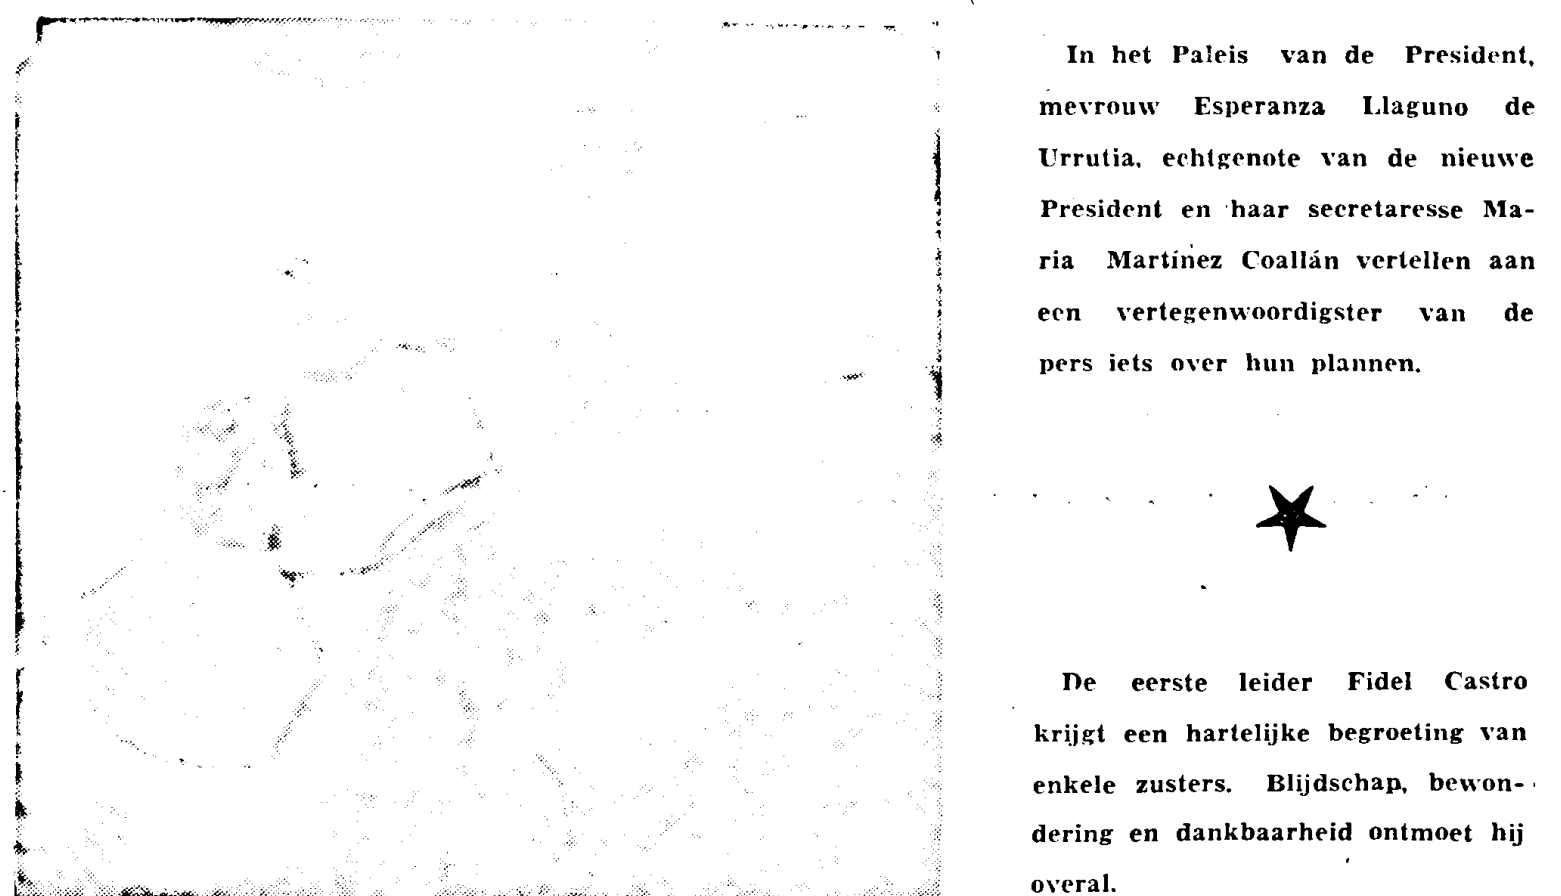 In het Paleis van de President,
mevrouw Esperanza Llaguno de
Urrutia, echtgenote van de nieuwe
President en haar secretaresse Ma-
ria Martínez Coallán vertellen aan
een vertegenwoordigster van de
pers iets over hun plannen.
De eerste leider Fidel Castro
krijgt een hartelijke begroeting van
enkele zusters. Blijdschap, bewon-
dering en dankbaarheid ontmoet hij
overal.